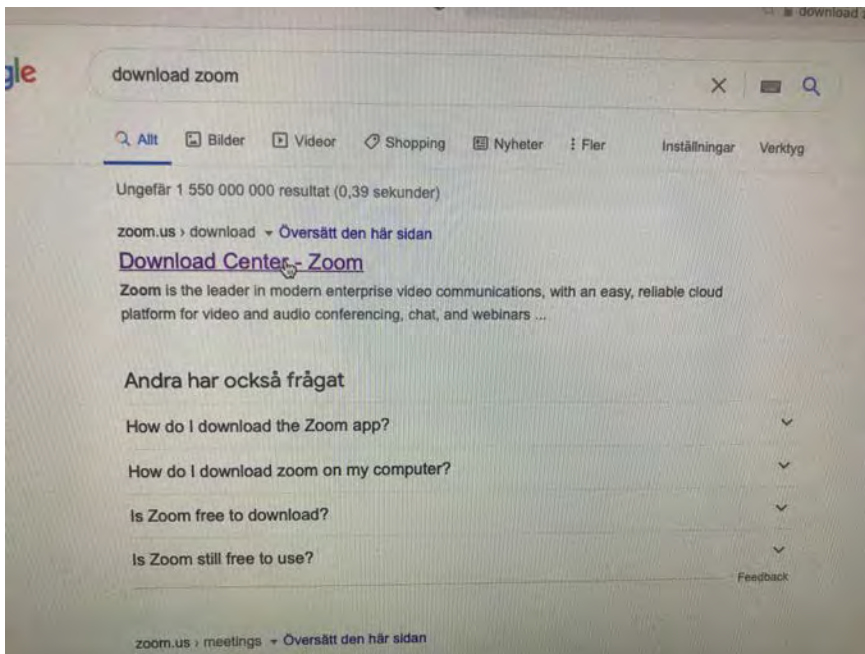 download
gle
download zoom
Allt Bilder Videor Shopping Nyheter Fler Inställningar Verktyg
Ungefär 1 550 000 000 resultat (0,39 sekunder)
zoom.us › download Översätt den här sidan
Download Center - Zoom
Zoom is the leader in modern enterprise video communications, with an easy, reliable cloud
platform for video and audio conferencing, chat, and webinars ...
Andra har också frågat
How do I download the Zoom app?
How do I download zoom on my computer?
Is Zoom free to download?
Is Zoom still free to use?
Feedback
zoom.us › meetings Översätt den här sidan